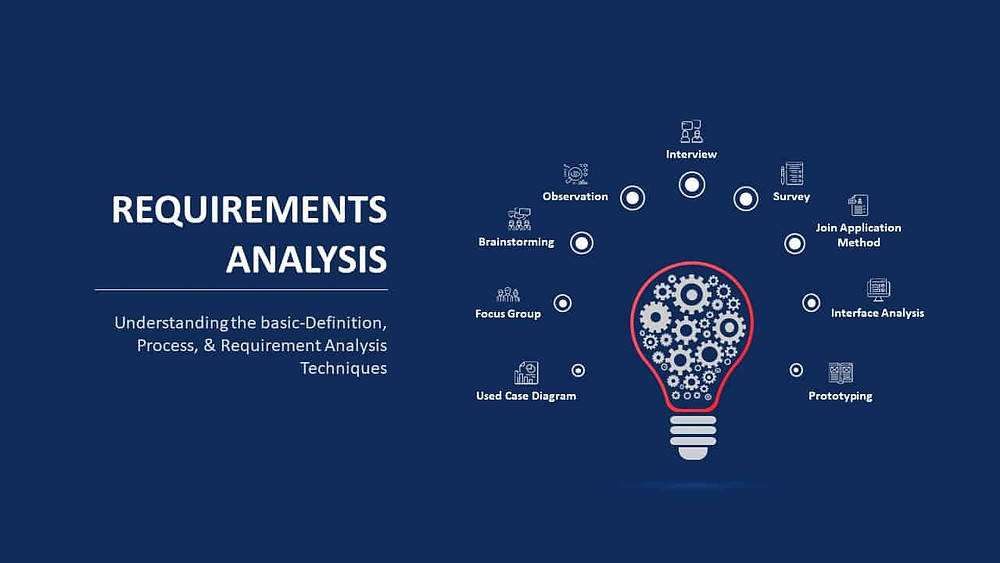 REQUIREMENTS
ANALYSIS
Understanding the basic-Definition,
Process, & Requirement Analysis
Techniques
Interview
Observation
Survey
Brainstorming
Join Application
Method
Focus Group
Interface Analysis
Used Case Diagram
Prototyping